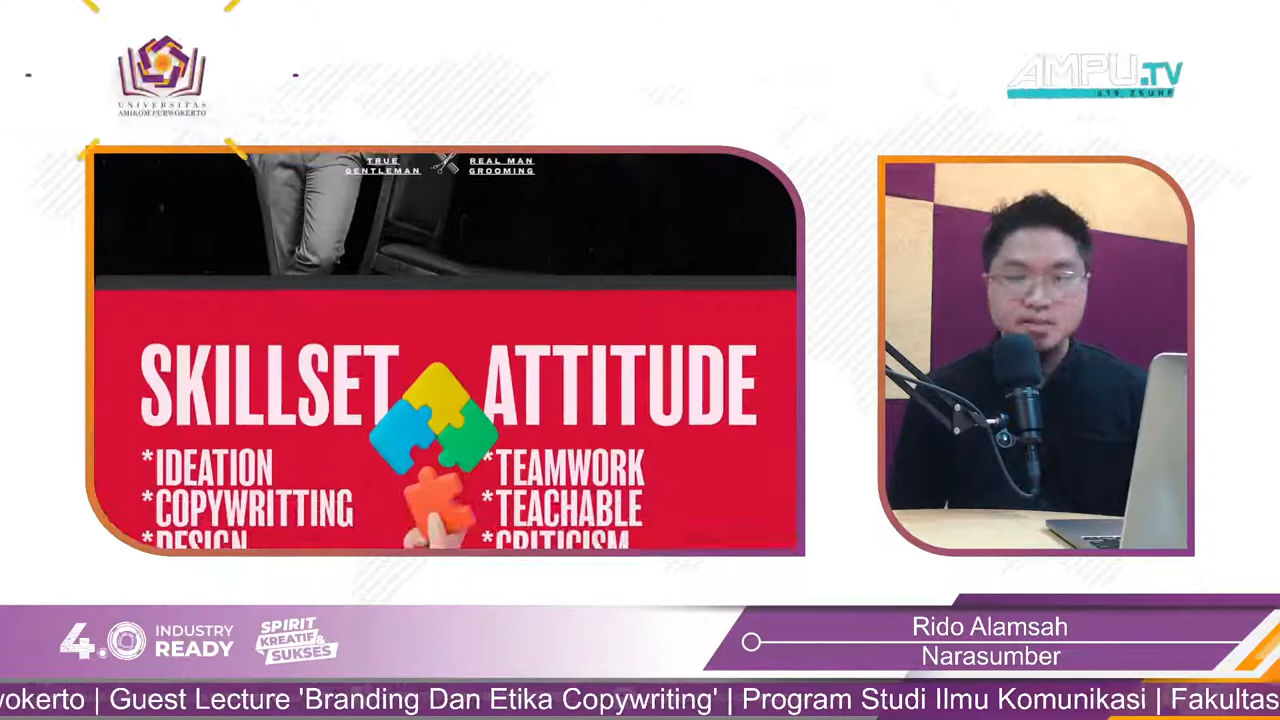 UNIVERSITAS
AMIKOM PURWOKERTO
AMPU.TV
TRUE
GENTLEMAN
REAL MAN
GROOMING
SKILLSET
*IDEATION
*COPYWRITTING
*DESIGN
ATTITUDE
*TEAMWORK
*TEACHABLE
*CRITICISM
4.0 INDUSTRY
READY
SPIRIT
KREATIF &
SUKSES
Rido Alamsah
Narasumber
wokerto | Guest Lecture 'Branding Dan Etika Copywriting' | Program Studi Ilmu Komunikasi | Fakultas